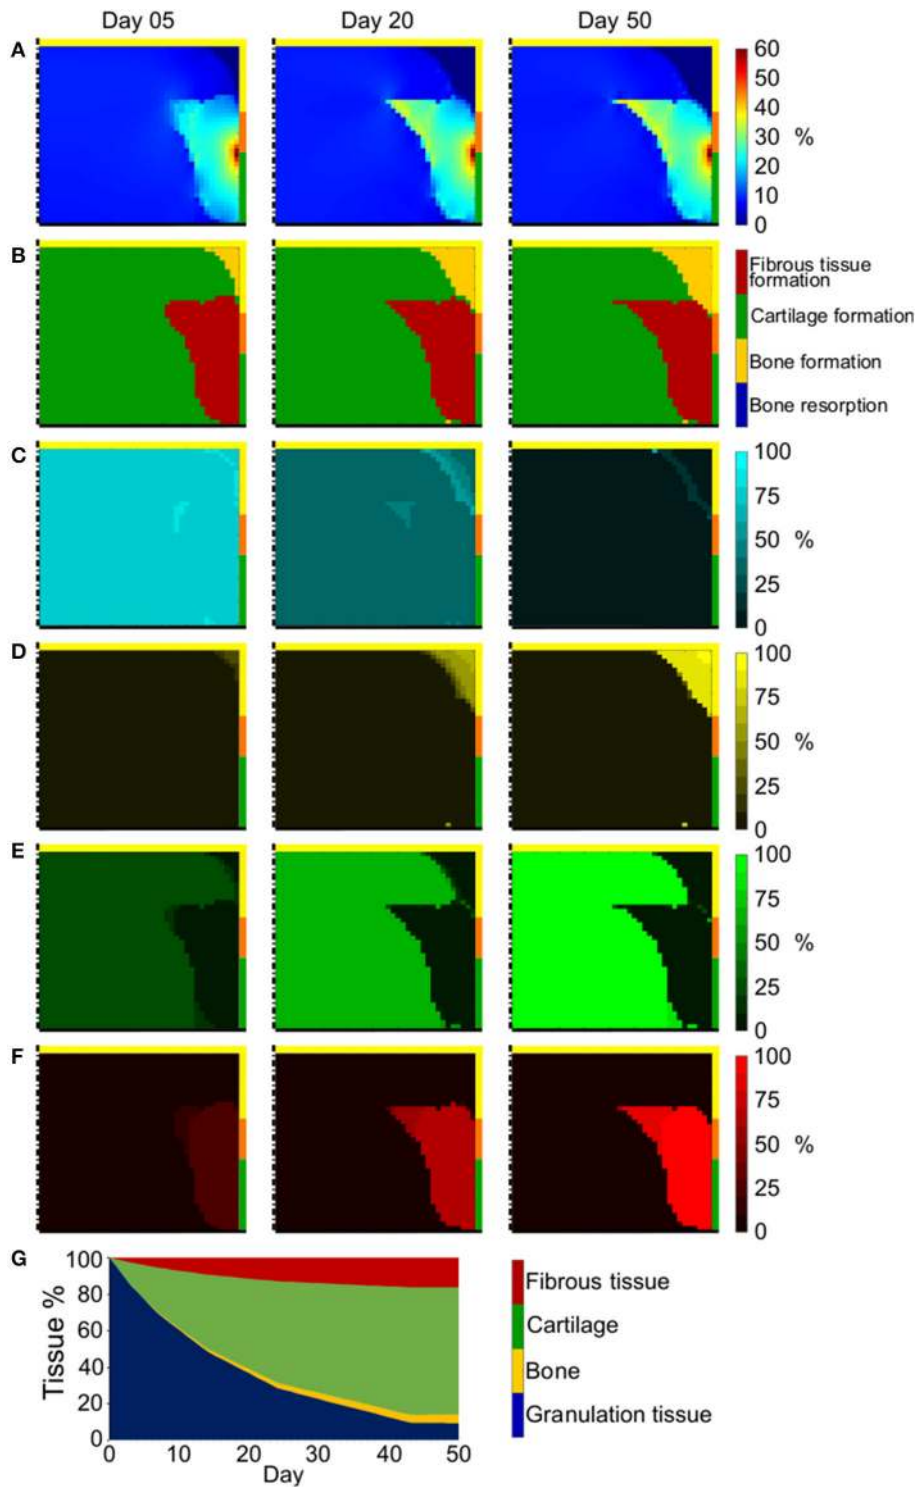 Day 05 Day 20 Day 50
A
60
50
40
30 %
20
10
0
B
Fibrous tissue
formation
Cartilage formation
Bone formation
Bone resorption
C
100
75
50 %
25
0
D
100
75
50 %
25
0
E
100
75
50 %
25
0
F
100
75
50 %
25
0
G
Tissue %
100
80
60
40
20
0
0 10 20 30 40 50
Day
Fibrous tissue
Cartilage
Bone
Granulation tissue